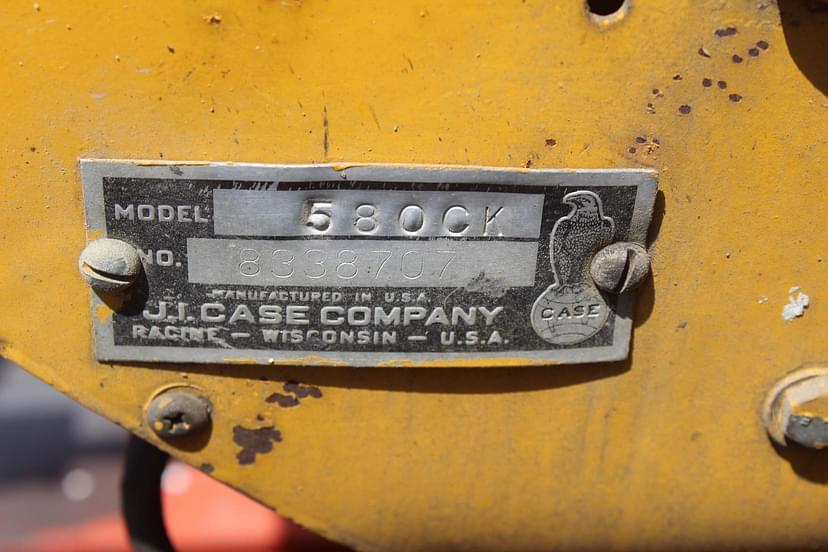 MODEL 580CK
NO. 8338707
MANUFACTURED IN U.S.A.
J.I. CASE COMPANY
RACINE - WISCONSIN - U.S.A.
CASE